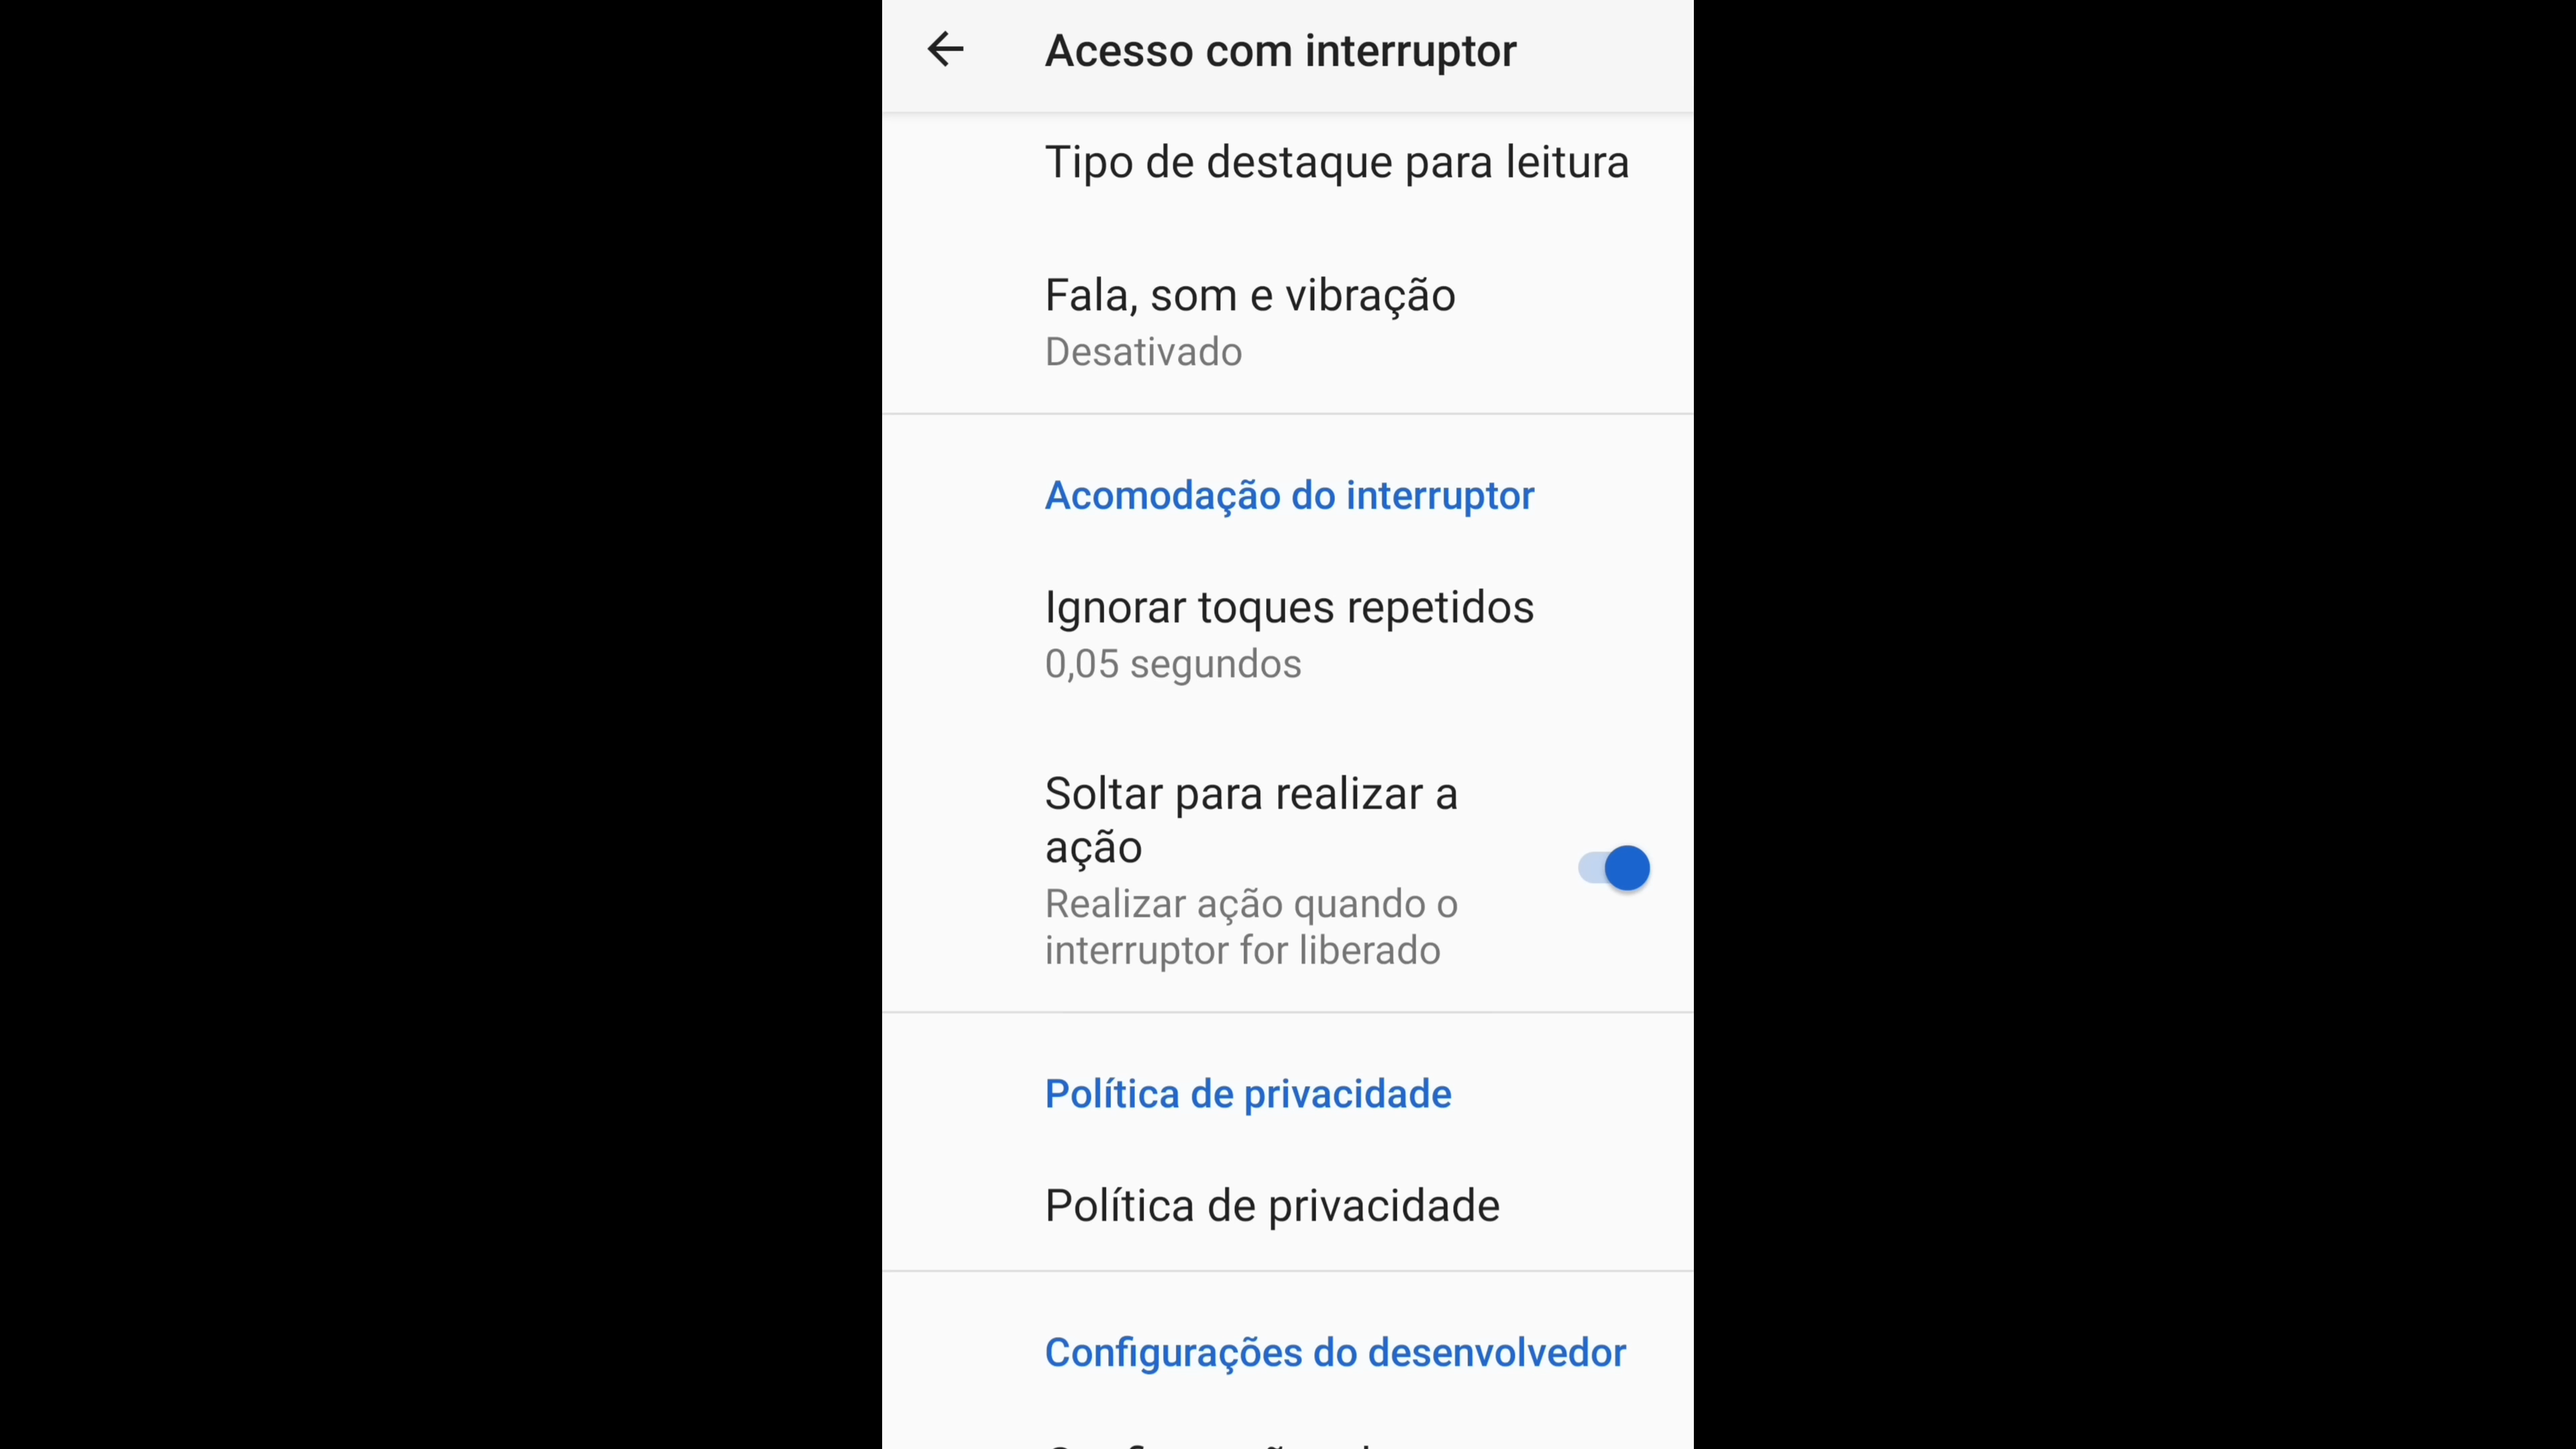 Acesso com interruptor
Tipo de destaque para leitura
Fala, som e vibração
Desativado
Acomodação do interruptor
Ignorar toques repetidos
0,05 segundos
Soltar para realizar a
ação
Realizar ação quando o
interruptor for liberado
Política de privacidade
Política de privacidade
Configurações do desenvolvedor